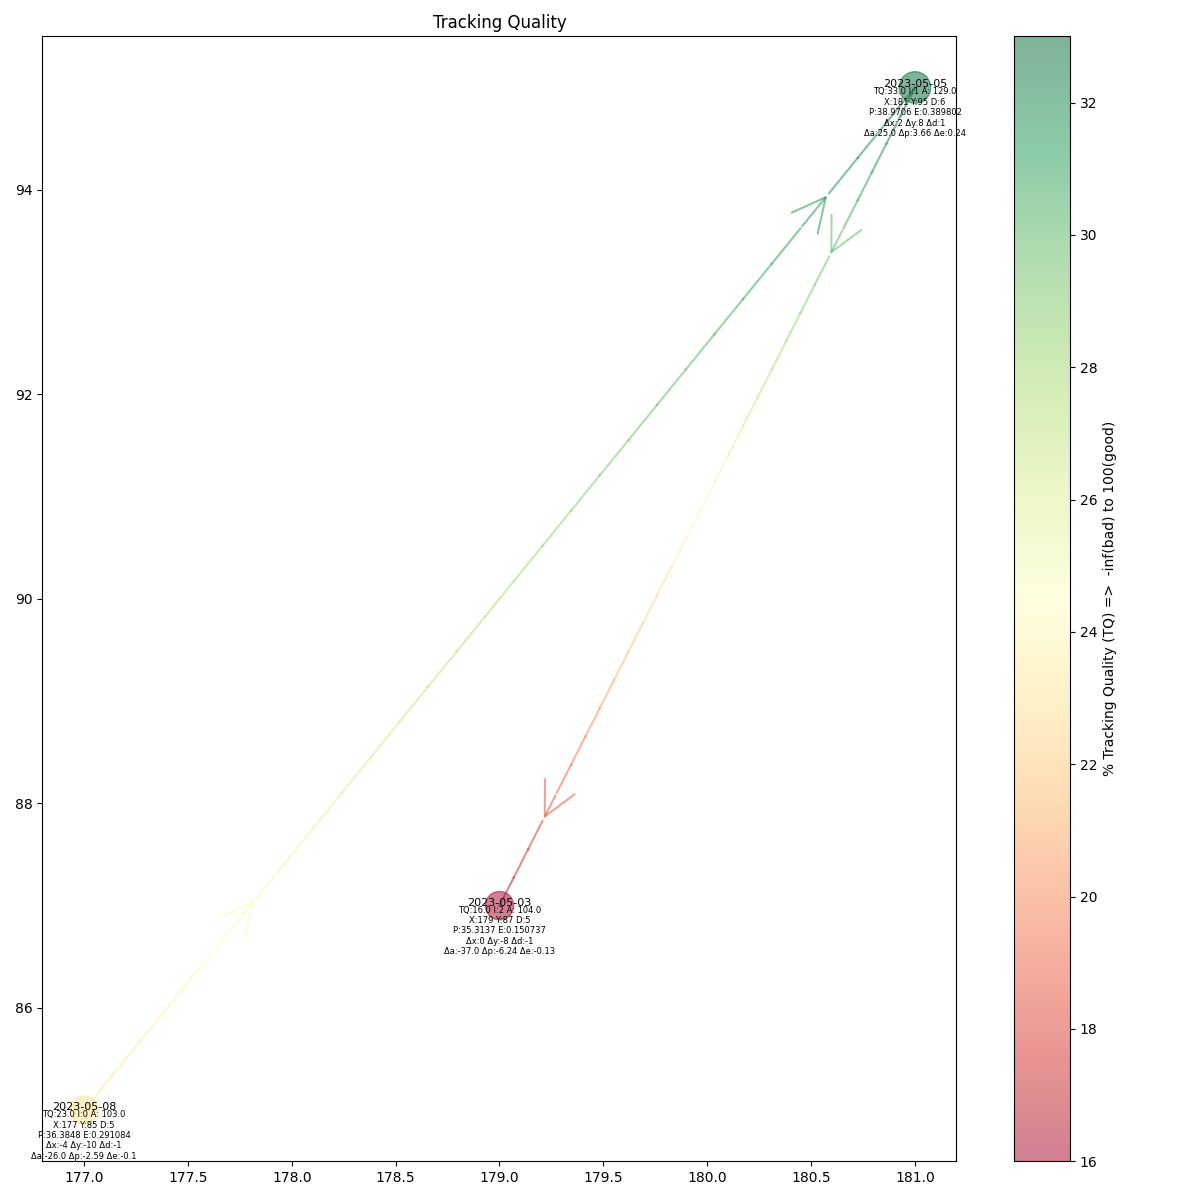 Tracking Quality
2023-05-05
TQ:33.0 I:1 A: 129.0
X:181 Y:95 D:6
P:38.9706 E:0.389802
Δx:2 Δy:8 Δd:1
Δa:25.0 Δp:3.66 Δe:0.24
2023-05-03
TQ:16.0 I:2 A: 104.0
X:179 Y:87 D:5
P:35.3137 E:0.150737
Δx:0 Δy:-8 Δd:-1
Δa:-37.0 Δp:-6.24 Δe:-0.13
2023-05-08
TQ:23.0 I:0 A: 103.0
X:177 Y:85 D:5
P:36.3848 E:0.291084
Δx:-4 Δy:-10 Δd:-1
Δa:-26.0 Δp:-2.59 Δe:-0.1
94
92
90
88
86
177.0 177.5 178.0 178.5 179.0 179.5 180.0 180.5 181.0
32
30
28
26
24
22
20
18
16
% Tracking Quality (TQ) => -inf(bad) to 100(good)